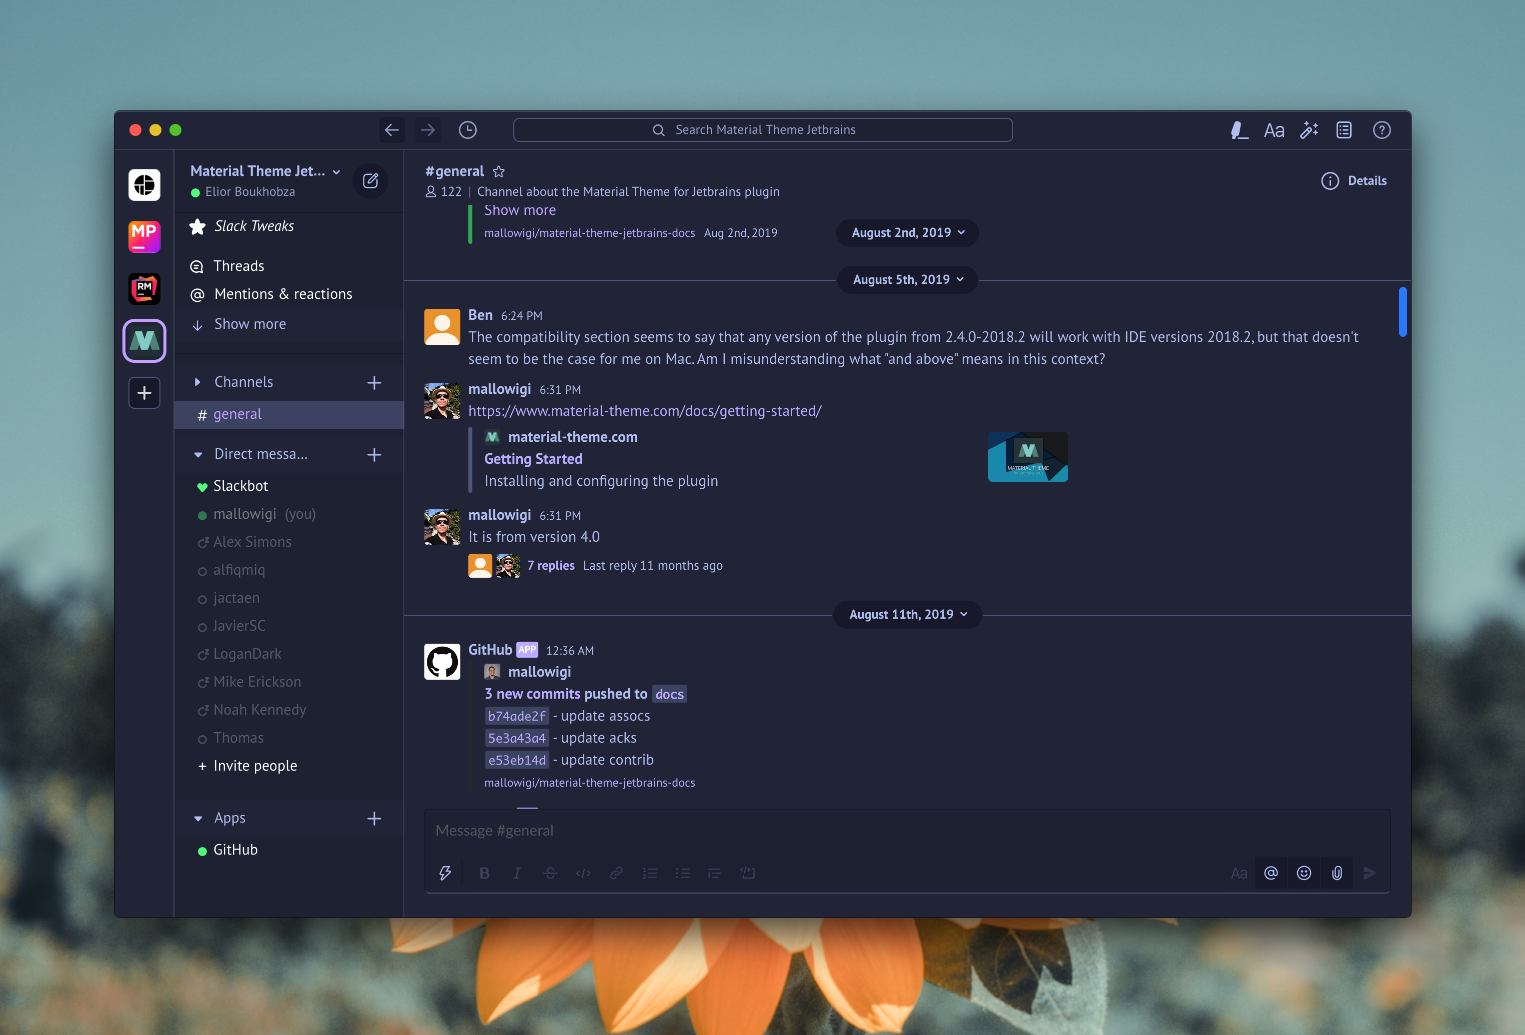 Search Material Theme Jetbrains
Aa
MP
RM
Material Theme Jet...
Elior Boukhobza
Slack Tweaks
Threads
Mentions & reactions
Show more
Channels
# general
Direct messa...
Slackbot
mallowigi (you)
Alex Simons
alfiqmiq
jactaen
JavierSC
LoganDark
Mike Erickson
Noah Kennedy
Thomas
+ Invite people
Apps
GitHub
#general
122 | Channel about the Material Theme for Jetbrains plugin
Details
Show more
mallowigi/material-theme-jetbrains-docs Aug 2nd, 2019
August 2nd, 2019
August 5th, 2019
Ben 6:24 PM
The compatibility section seems to say that any version of the plugin from 2.4.0-2018.2 will work with IDE versions 2018.2, but that doesn't
seem to be the case for me on Mac. Am I misunderstanding what "and above" means in this context?
mallowigi 6:31 PM
https://www.material-theme.com/docs/getting-started/
material-theme.com
Getting Started
Installing and configuring the plugin
MATERIAL THEME
mallowigi 6:31 PM
It is from version 4.0
7 replies Last reply 11 months ago
August 11th, 2019
GitHub APP 12:36 AM
mallowigi
3 new commits pushed to docs
b74ade2f - update assocs
5e3a43a4 - update acks
e53eb14d - update contrib
mallowigi/material-theme-jetbrains-docs
Message #general
B I S </> Aa @